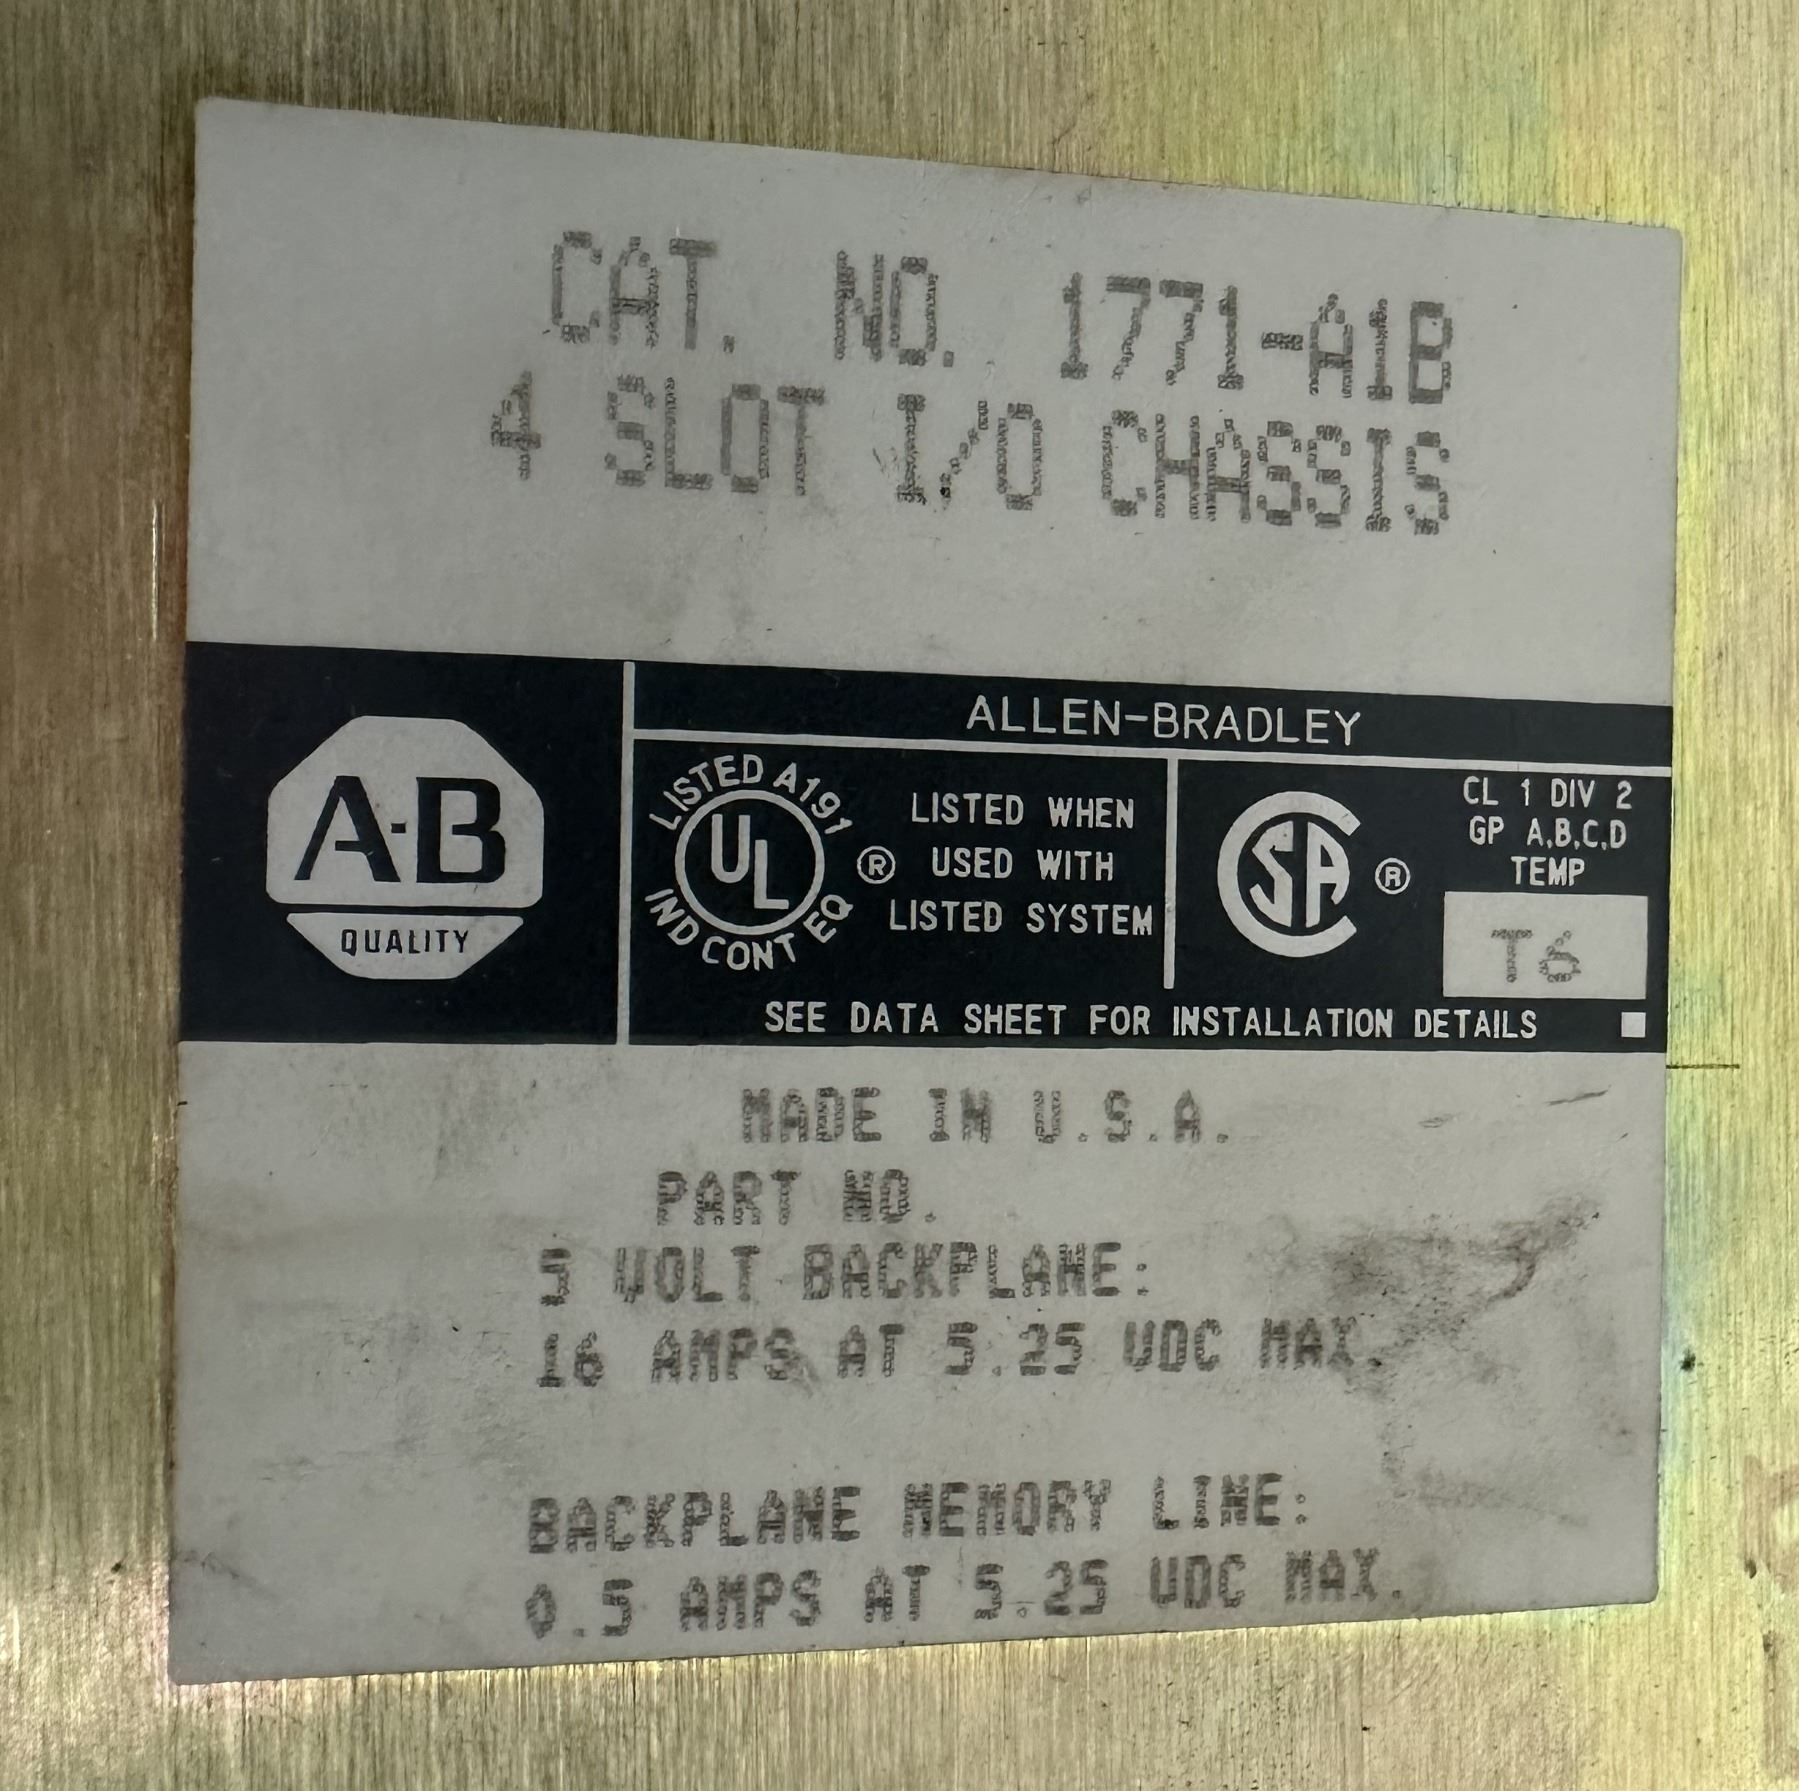 CAT. NO. 1771-A1B
4 SLOT I/O CHASSIS
ALLEN-BRADLEY
A-B
QUALITY
LISTED A191
UL
IND CONT EQ
®
LISTED WHEN
USED WITH
LISTED SYSTEM
CSA
®
CL 1 DIV 2
GP A,B,C,D
TEMP
T6
SEE DATA SHEET FOR INSTALLATION DETAILS
MADE IN U.S.A.
PART NO.
5 VOLT BACKPLANE:
16 AMPS AT 5.25 VDC MAX.
BACKPLANE MEMORY LINE:
0.5 AMPS AT 5.25 VDC MAX.